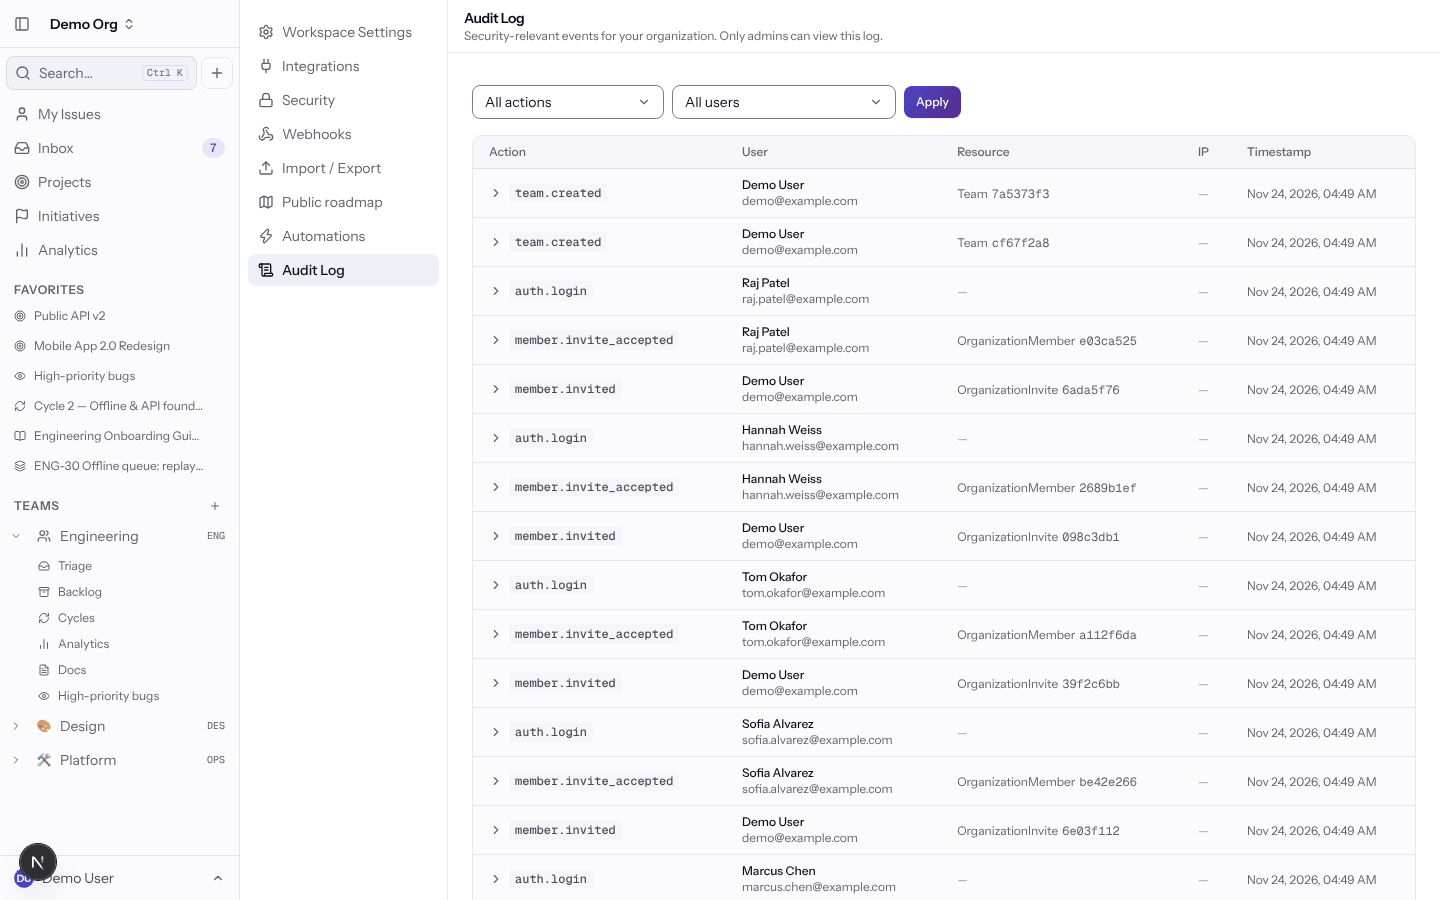 Demo Org
Search...
Ctrl K
My Issues
Inbox
7
Projects
Initiatives
Analytics
FAVORITES
Public API v2
Mobile App 2.0 Redesign
High-priority bugs
Cycle 2 — Offline & API found...
Engineering Onboarding Gui...
ENG-30 Offline queue: replay...
TEAMS
Engineering ENG
Triage
Backlog
Cycles
Analytics
Docs
High-priority bugs
Design DES
Platform OPS
N
Demo User
Workspace Settings
Integrations
Security
Webhooks
Import / Export
Public roadmap
Automations
Audit Log
Audit Log
Security-relevant events for your organization. Only admins can view this log.
All actions
All users
Apply
Action User Resource IP Timestamp
team.created Demo User Team 7a5373f3 — Nov 24, 2026, 04:49 AM
demo@example.com
team.created Demo User Team cf67f2a8 — Nov 24, 2026, 04:49 AM
demo@example.com
auth.login Raj Patel — — Nov 24, 2026, 04:49 AM
raj.patel@example.com
member.invite_accepted Raj Patel OrganizationMember e03ca525 — Nov 24, 2026, 04:49 AM
raj.patel@example.com
member.invited Demo User OrganizationInvite 6ada5f76 — Nov 24, 2026, 04:49 AM
demo@example.com
auth.login Hannah Weiss — — Nov 24, 2026, 04:49 AM
hannah.weiss@example.com
member.invite_accepted Hannah Weiss OrganizationMember 2689b1ef — Nov 24, 2026, 04:49 AM
hannah.weiss@example.com
member.invited Demo User OrganizationInvite 098c3db1 — Nov 24, 2026, 04:49 AM
demo@example.com
auth.login Tom Okafor — — Nov 24, 2026, 04:49 AM
tom.okafor@example.com
member.invite_accepted Tom Okafor OrganizationMember a112f6da — Nov 24, 2026, 04:49 AM
tom.okafor@example.com
member.invited Demo User OrganizationInvite 39f2c6bb — Nov 24, 2026, 04:49 AM
demo@example.com
auth.login Sofia Alvarez — — Nov 24, 2026, 04:49 AM
sofia.alvarez@example.com
member.invite_accepted Sofia Alvarez OrganizationMember be42e266 — Nov 24, 2026, 04:49 AM
sofia.alvarez@example.com
member.invited Demo User OrganizationInvite 6e03f112 — Nov 24, 2026, 04:49 AM
demo@example.com
auth.login Marcus Chen — — Nov 24, 2026, 04:49 AM
marcus.chen@example.com